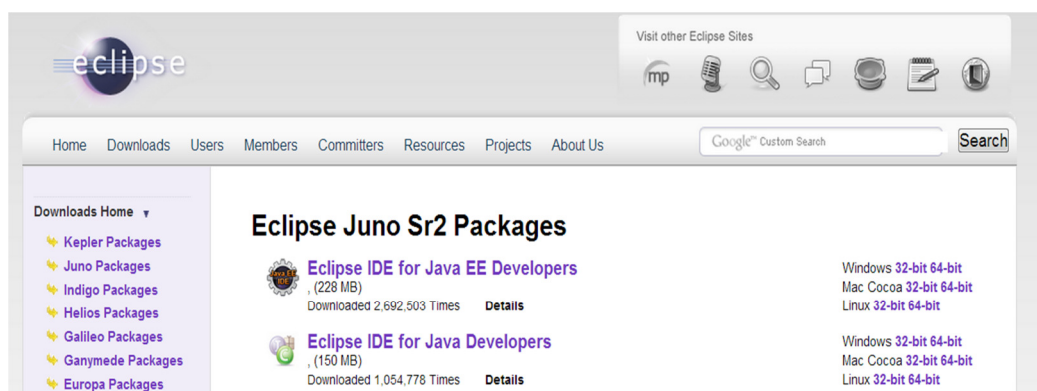 eclipse
Visit other Eclipse Sites
mp
Home Downloads Users Members Committers Resources Projects About Us
Google™ Custom Search
Search
Downloads Home
Kepler Packages
Juno Packages
Indigo Packages
Helios Packages
Galileo Packages
Ganymede Packages
Europa Packages
Eclipse Juno Sr2 Packages
Java EE
IDE
Eclipse IDE for Java EE Developers
, (228 MB)
Downloaded 2,692,503 Times Details
Windows 32-bit 64-bit
Mac Cocoa 32-bit 64-bit
Linux 32-bit 64-bit
Eclipse IDE for Java Developers
, (150 MB)
Downloaded 1,054,778 Times Details
Windows 32-bit 64-bit
Mac Cocoa 32-bit 64-bit
Linux 32-bit 64-bit